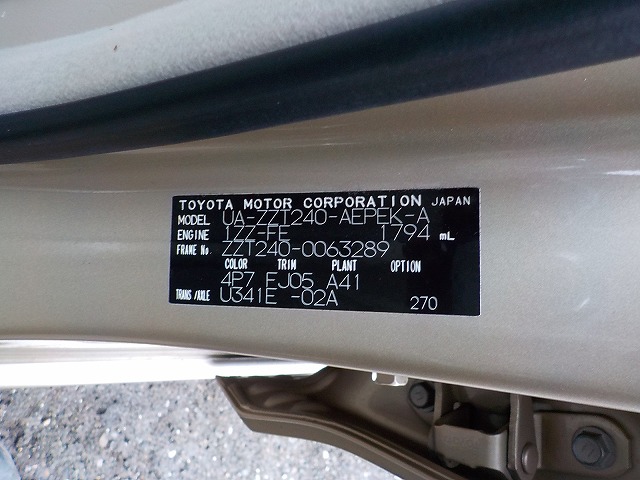 TOYOTA MOTOR CORPORATION JAPAN
MODEL UA-ZZT240-AEPEK-A
ENGINE 1ZZ-FE 1794 mL
FRAME No ZZT240-0063289
COLOR TRIM PLANT OPTION
4P7 FJ05 A41
TRANS/AXLE U341E -02A 270